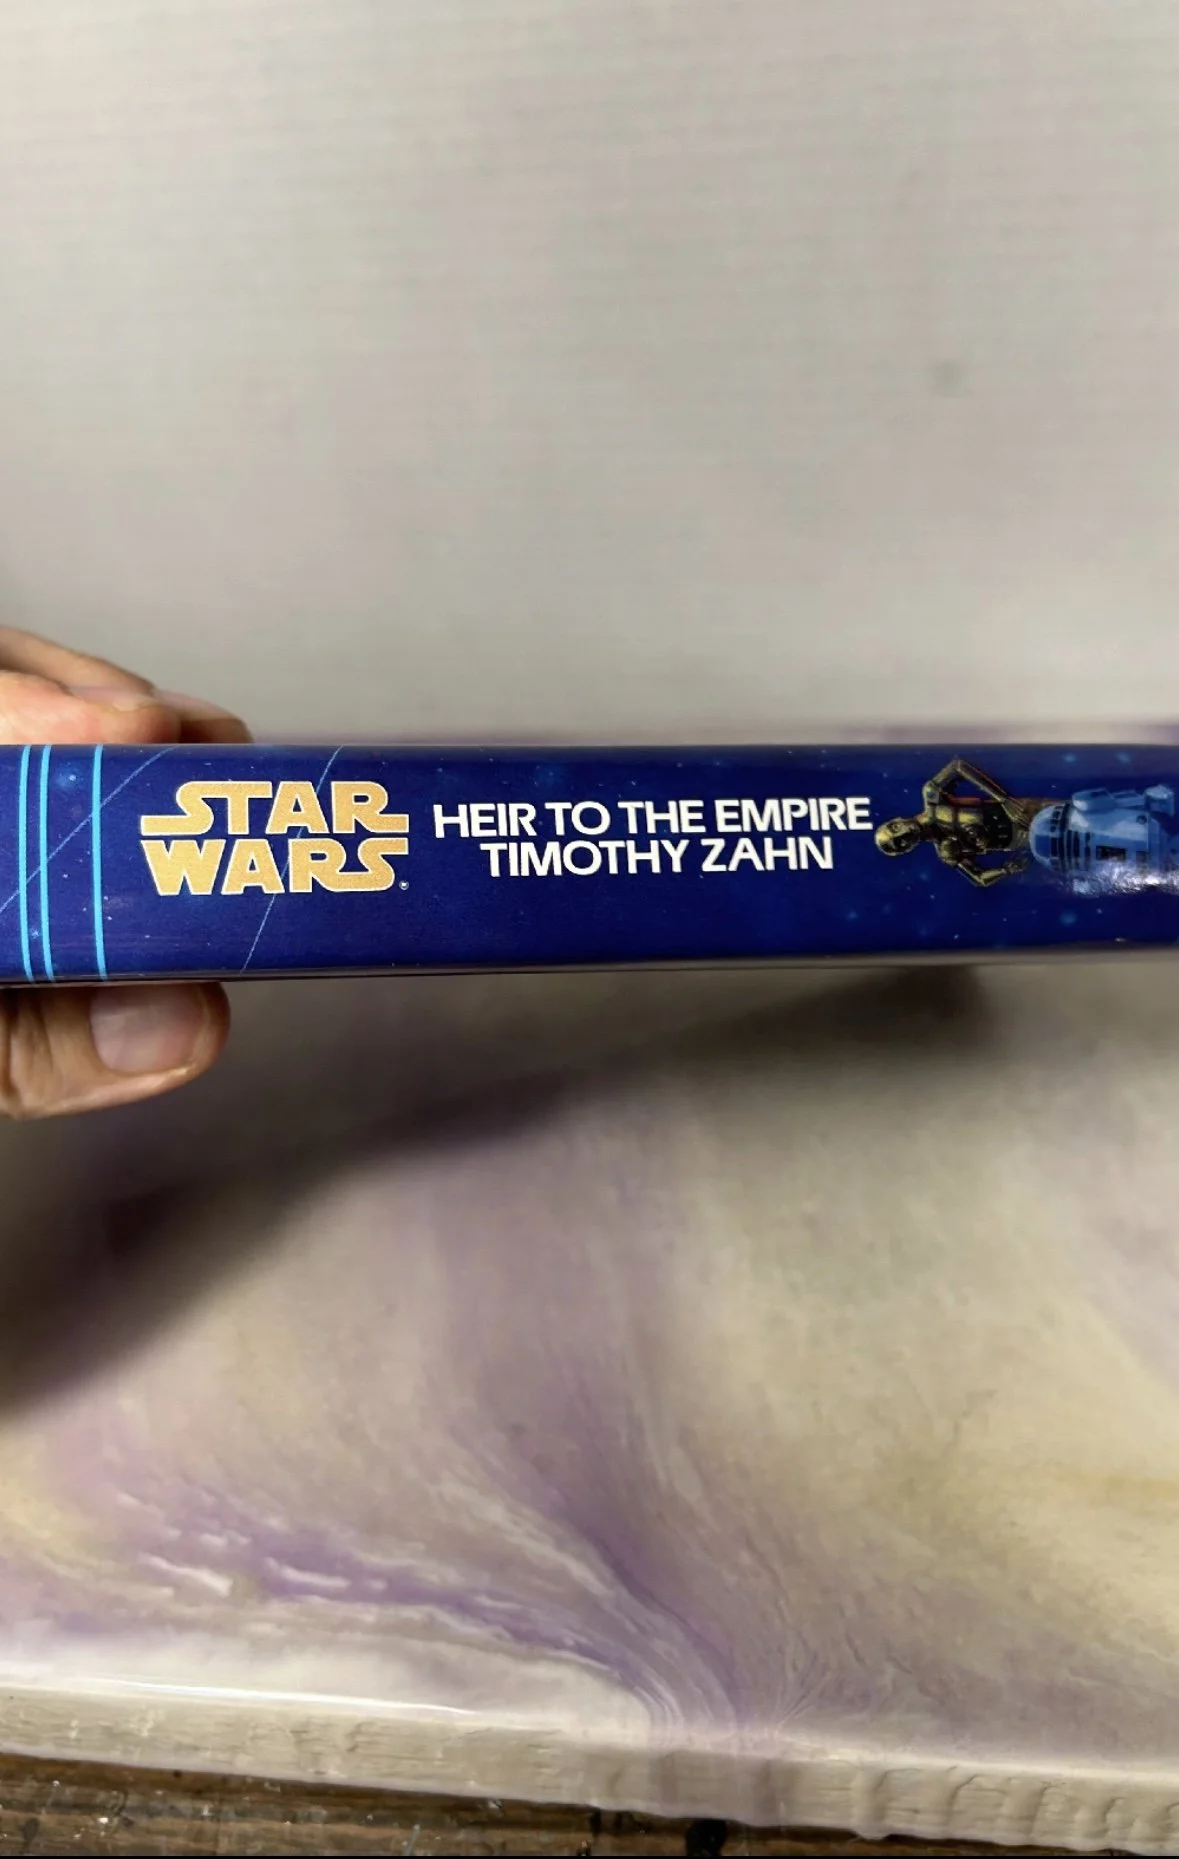 STAR
WARS
HEIR TO THE EMPIRE
TIMOTHY ZAHN